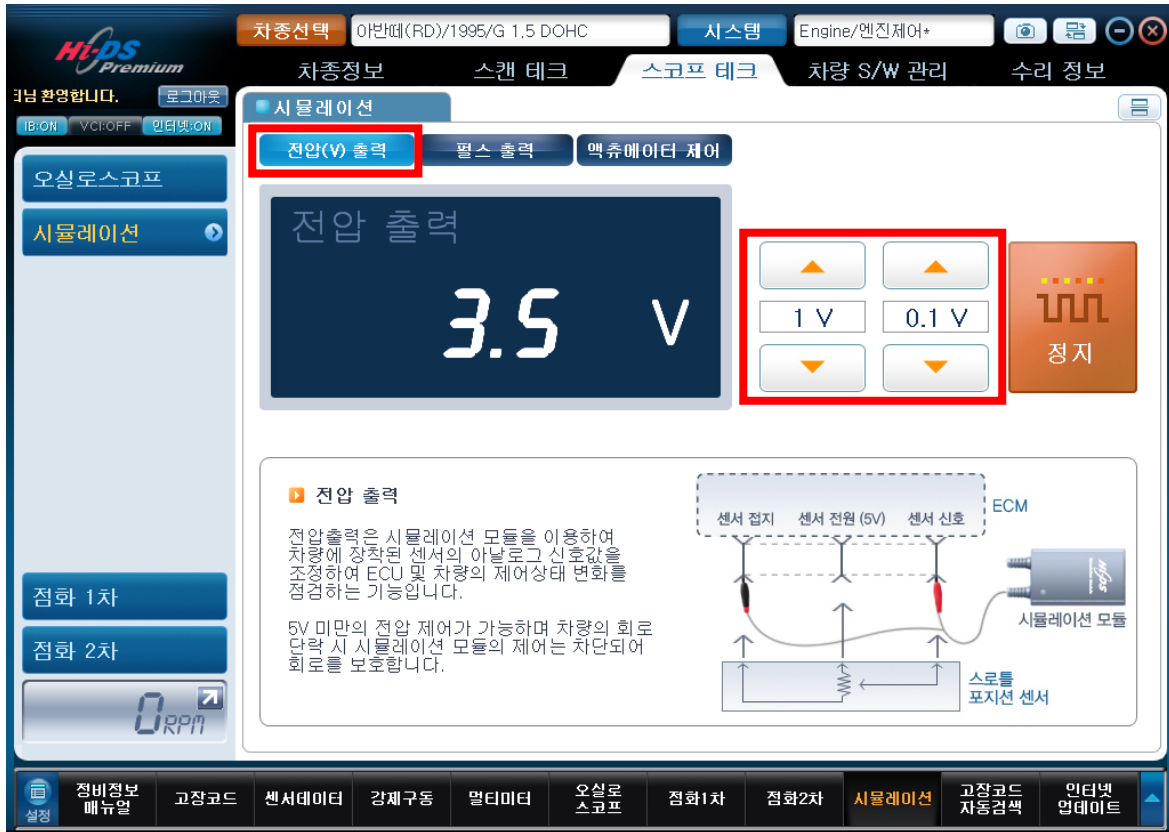 Hi-DS
Premium
차종선택 아반떼(RD)/1995/G 1.5 DOHC 시스템 Engine/엔진제어*
차종정보 스캔 테크 스코프 테크 차량 S/W 관리 수리 정보
님 환영합니다. 로그아웃
IB:ON VCI:OFF 인터넷:ON
시뮬레이션
전압(V) 출력 펄스 출력 액츄에이터 제어
오실로스코프
시뮬레이션
전압 출력
3.5 V
1 V 0.1 V
정지
전압 출력
전압출력은 시뮬레이션 모듈을 이용하여
차량에 장착된 센서의 아날로그 신호값을
조정하여 ECU 및 차량의 제어상태 변화를
점검하는 기능입니다.
5V 미만의 전압 제어가 가능하며 차량의 회로
단락 시 시뮬레이션 모듈의 제어는 차단되어
회로를 보호합니다.
ECM
센서 접지 센서 전원 (5V) 센서 신호
Hi-DS
시뮬레이션 모듈
스로틀
포지션 센서
점화 1차
점화 2차
0 RPM
설정
정비정보
매뉴얼
고장코드
센서데이터
강제구동
멀티미터
오실로
스코프
점화1차
점화2차
시뮬레이션
고장코드
자동검색
인터넷
업데이트